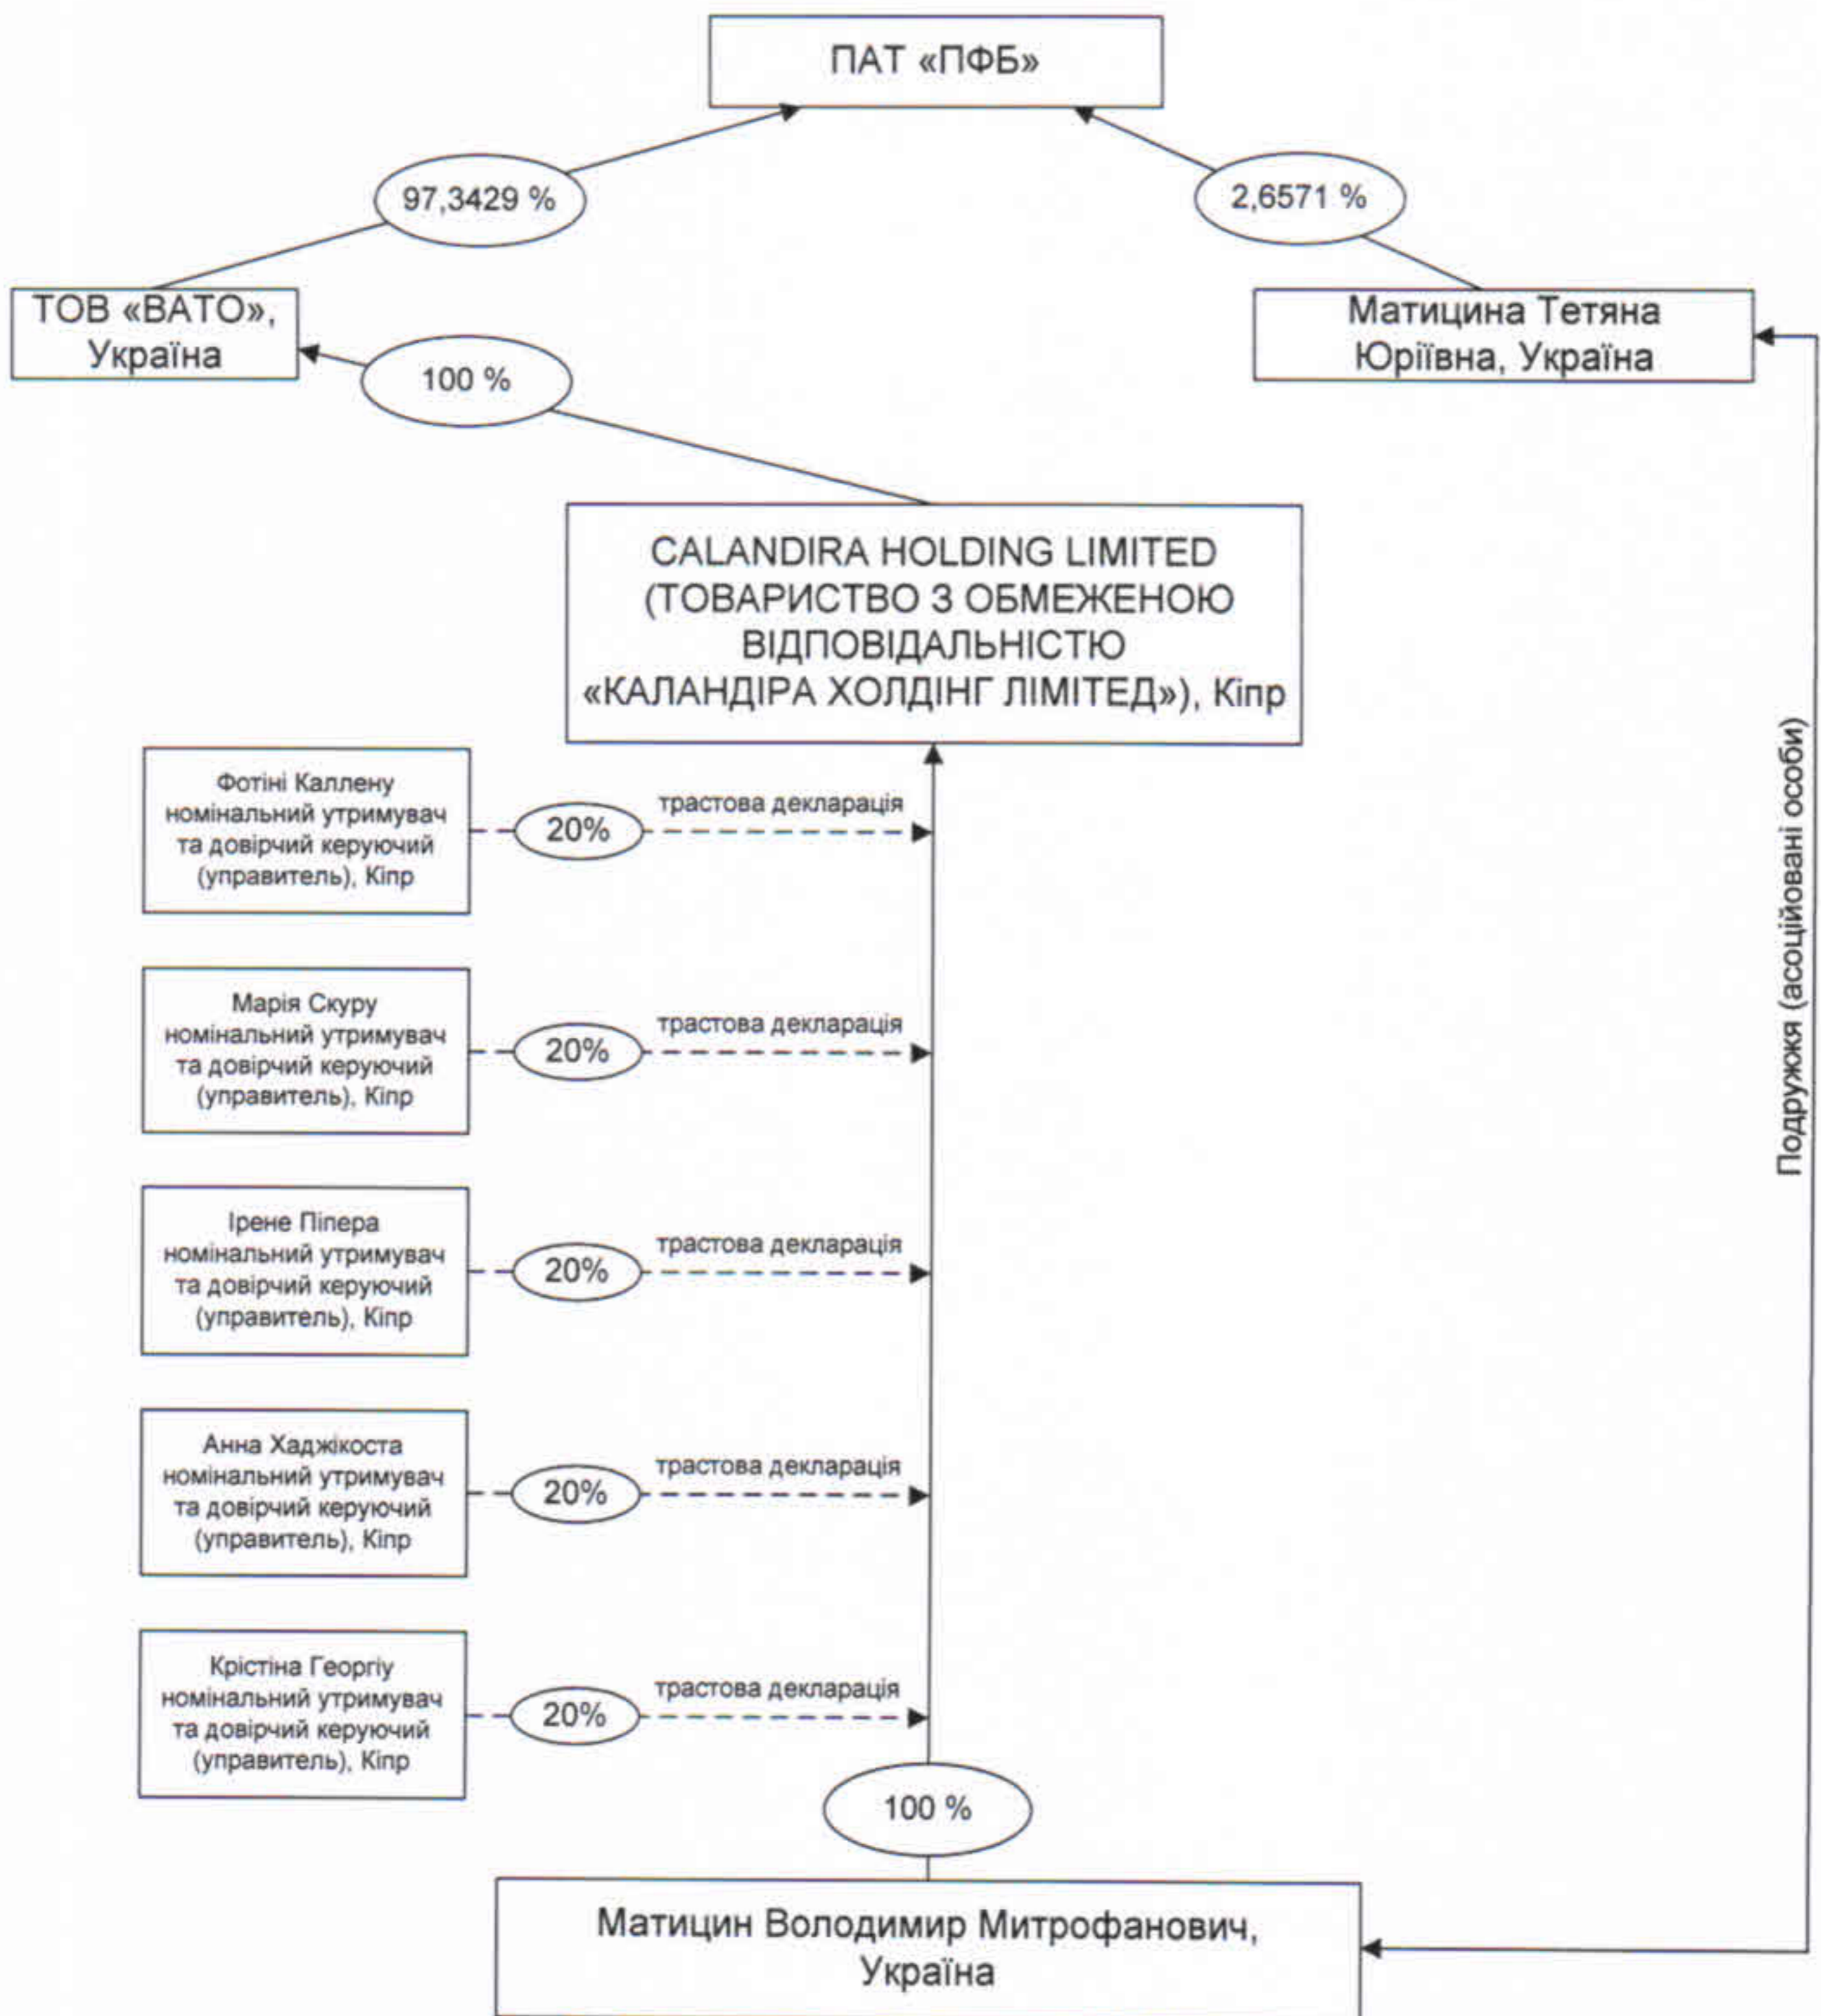 ПАТ «ПФБ»
97,3429 %
2,6571 %
ТОВ «ВАТО»,
Україна
Матицина Тетяна
Юріївна, Україна
100 %
CALANDIRA HOLDING LIMITED
(ТОВАРИСТВО З ОБМЕЖЕНОЮ
ВІДПОВІДАЛЬНІСТЮ
«КАЛАНДІРА ХОЛДІНГ ЛІМІТЕД»), Кіпр
Подружжя (асоційовані особи)
Фотіні Каллену
номінальний утримувач
та довірчий керуючий
(управитель), Кіпр
20%
трастова декларація
Марія Скуру
номінальний утримувач
та довірчий керуючий
(управитель), Кіпр
20%
трастова декларація
Ірене Піпера
номінальний утримувач
та довірчий керуючий
(управитель), Кіпр
20%
трастова декларація
Анна Хаджікоста
номінальний утримувач
та довірчий керуючий
(управитель), Кіпр
20%
трастова декларація
Крістіна Георгіу
номінальний утримувач
та довірчий керуючий
(управитель), Кіпр
20%
трастова декларація
100 %
Матицин Володимир Митрофанович,
Україна